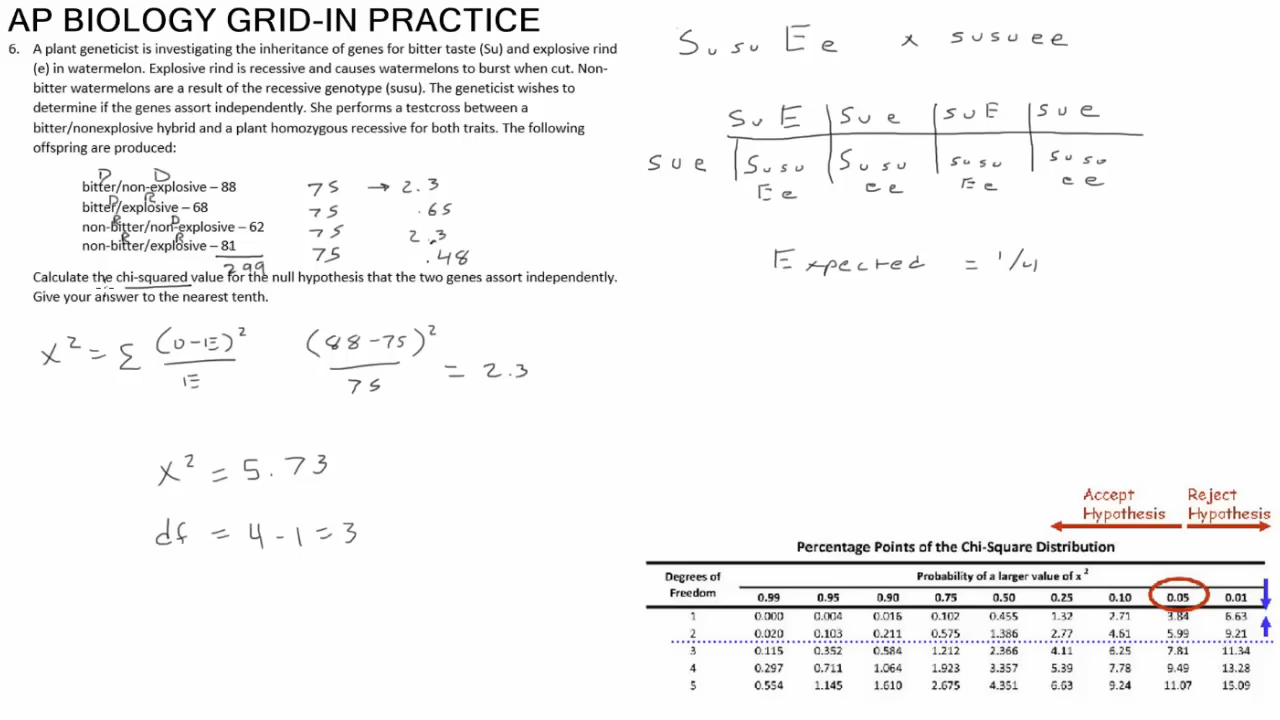 AP BIOLOGY GRID-IN PRACTICE
6. A plant geneticist is investigating the inheritance of genes for bitter taste (Su) and explosive rind
(e) in watermelon. Explosive rind is recessive and causes watermelons to burst when cut. Non-
bitter watermelons are a result of the recessive genotype (susu). The geneticist wishes to
determine if the genes assort independently. She performs a testcross between a
bitter/nonexplosive hybrid and a plant homozygous recessive for both traits. The following
offspring are produced:
D D
bitter/non-explosive – 88 75 → 2.3
D R
bitter/explosive – 68 75 .65
R D
non-bitter/non-explosive – 62 75 2.3
R R
non-bitter/explosive – 81 75 .48
299
Calculate the chi-squared value for the null hypothesis that the two genes assort independently.
Give your answer to the nearest tenth.
x² = Σ (O-E)² / E (88-75)² / 75 = 2.3
x² = 5.73
df = 4 - 1 = 3
Su su E e x su su e e
Su E Su e su E su e
su e Su su Su su su su su su
E e e e E e e e
Expected = 1/4
Accept Hypothesis Reject Hypothesis
Percentage Points of the Chi-Square Distribution
Degrees of Freedom Probability of a larger value of x²
0.99 0.95 0.90 0.75 0.50 0.25 0.10 0.05 0.01
1 0.000 0.004 0.016 0.102 0.455 1.32 2.71 3.84 6.63
2 0.020 0.103 0.211 0.575 1.386 2.77 4.61 5.99 9.21
3 0.115 0.352 0.584 1.212 2.366 4.11 6.25 7.81 11.34
4 0.297 0.711 1.064 1.923 3.357 5.39 7.78 9.49 13.28
5 0.554 1.145 1.610 2.675 4.351 6.63 9.24 11.07 15.09